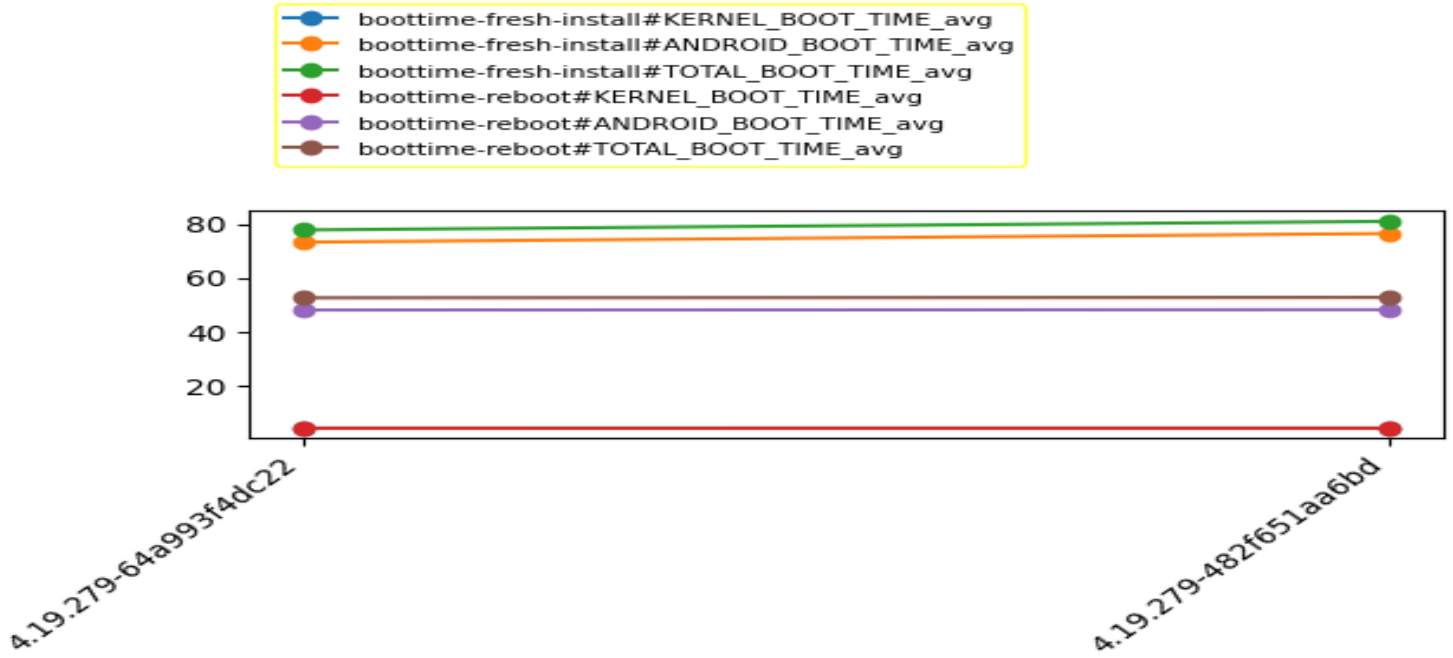 boottime-fresh-install#KERNEL_BOOT_TIME_avg
boottime-fresh-install#ANDROID_BOOT_TIME_avg
boottime-fresh-install#TOTAL_BOOT_TIME_avg
boottime-reboot#KERNEL_BOOT_TIME_avg
boottime-reboot#ANDROID_BOOT_TIME_avg
boottime-reboot#TOTAL_BOOT_TIME_avg
80
60
40
20
4.19.279-64a993f4dc22
4.19.279-482f651aa6bd